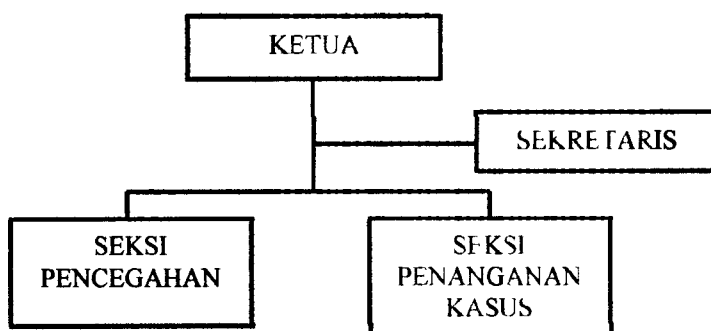 KETUA
SEKRETARIS
SEKSI
PENCEGAHAN
SEKSI
PENANGANAN
KASUS